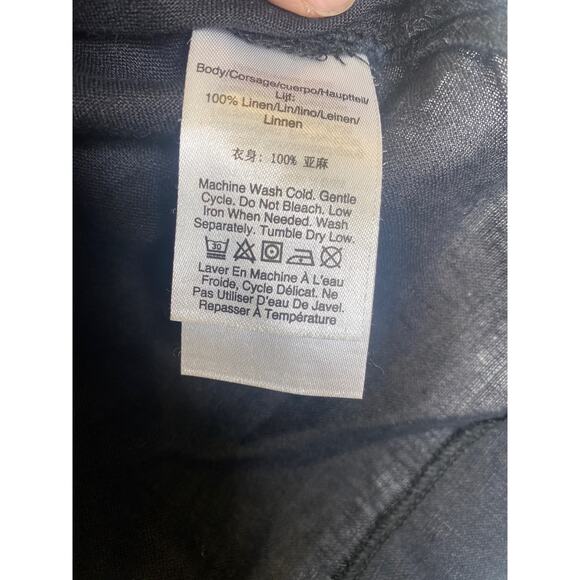 Body/Corsage/cuerpo/Hauptteil/
Lijf:
100% Linen/Lin/lino/Leinen/
Linnen
衣身: 100% 亚麻
Machine Wash Cold. Gentle
Cycle. Do Not Bleach. Low
Iron When Needed. Wash
Separately. Tumble Dry Low.
30
Laver En Machine À L'eau
Froide, Cycle Délicat. Ne
Pas Utiliser D'eau De Javel.
Repasser À Température